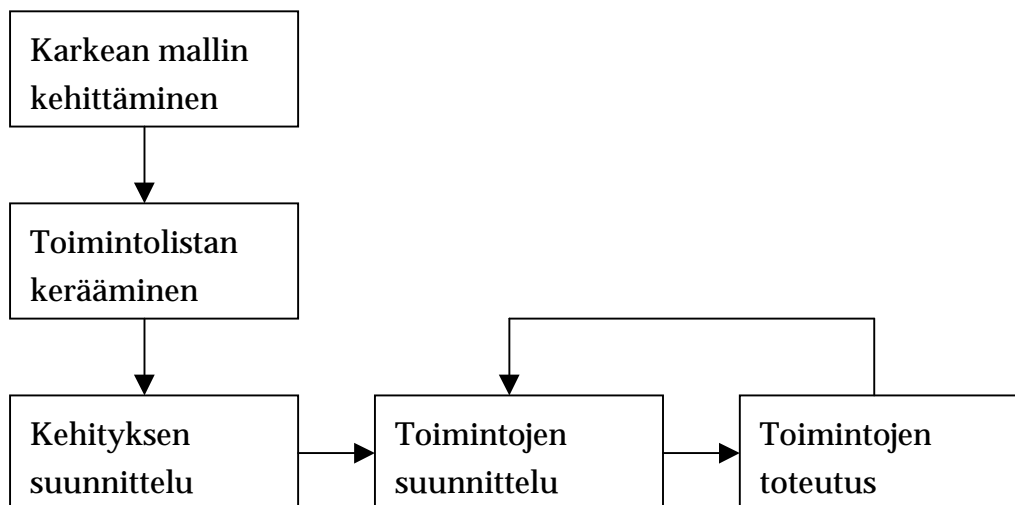 Karkean mallin
kehittäminen
Toimintolistan
kerääminen
Kehityksen
suunnittelu
Toimintojen
suunnittelu
Toimintojen
toteutus